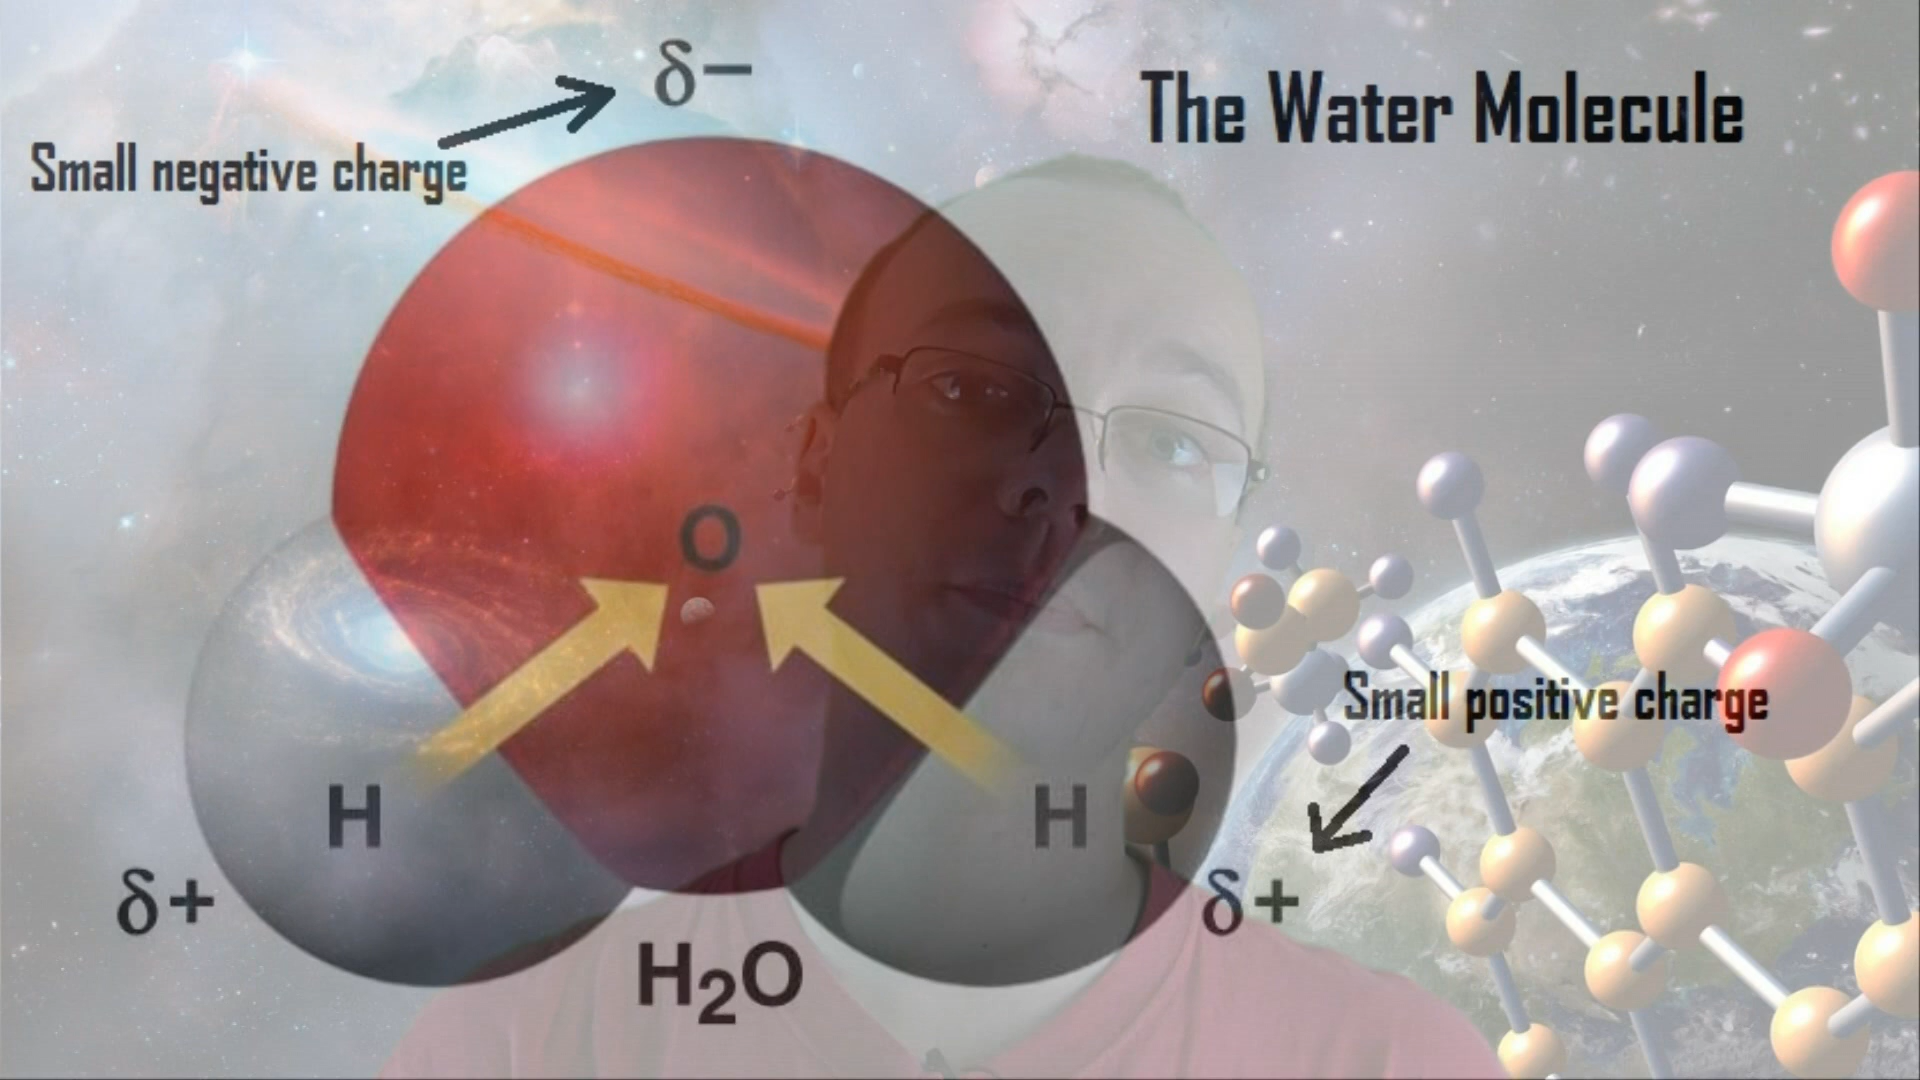 The Water Molecule
δ−
Small negative charge
O
Small positive charge
H
H
δ+
δ+
H₂O